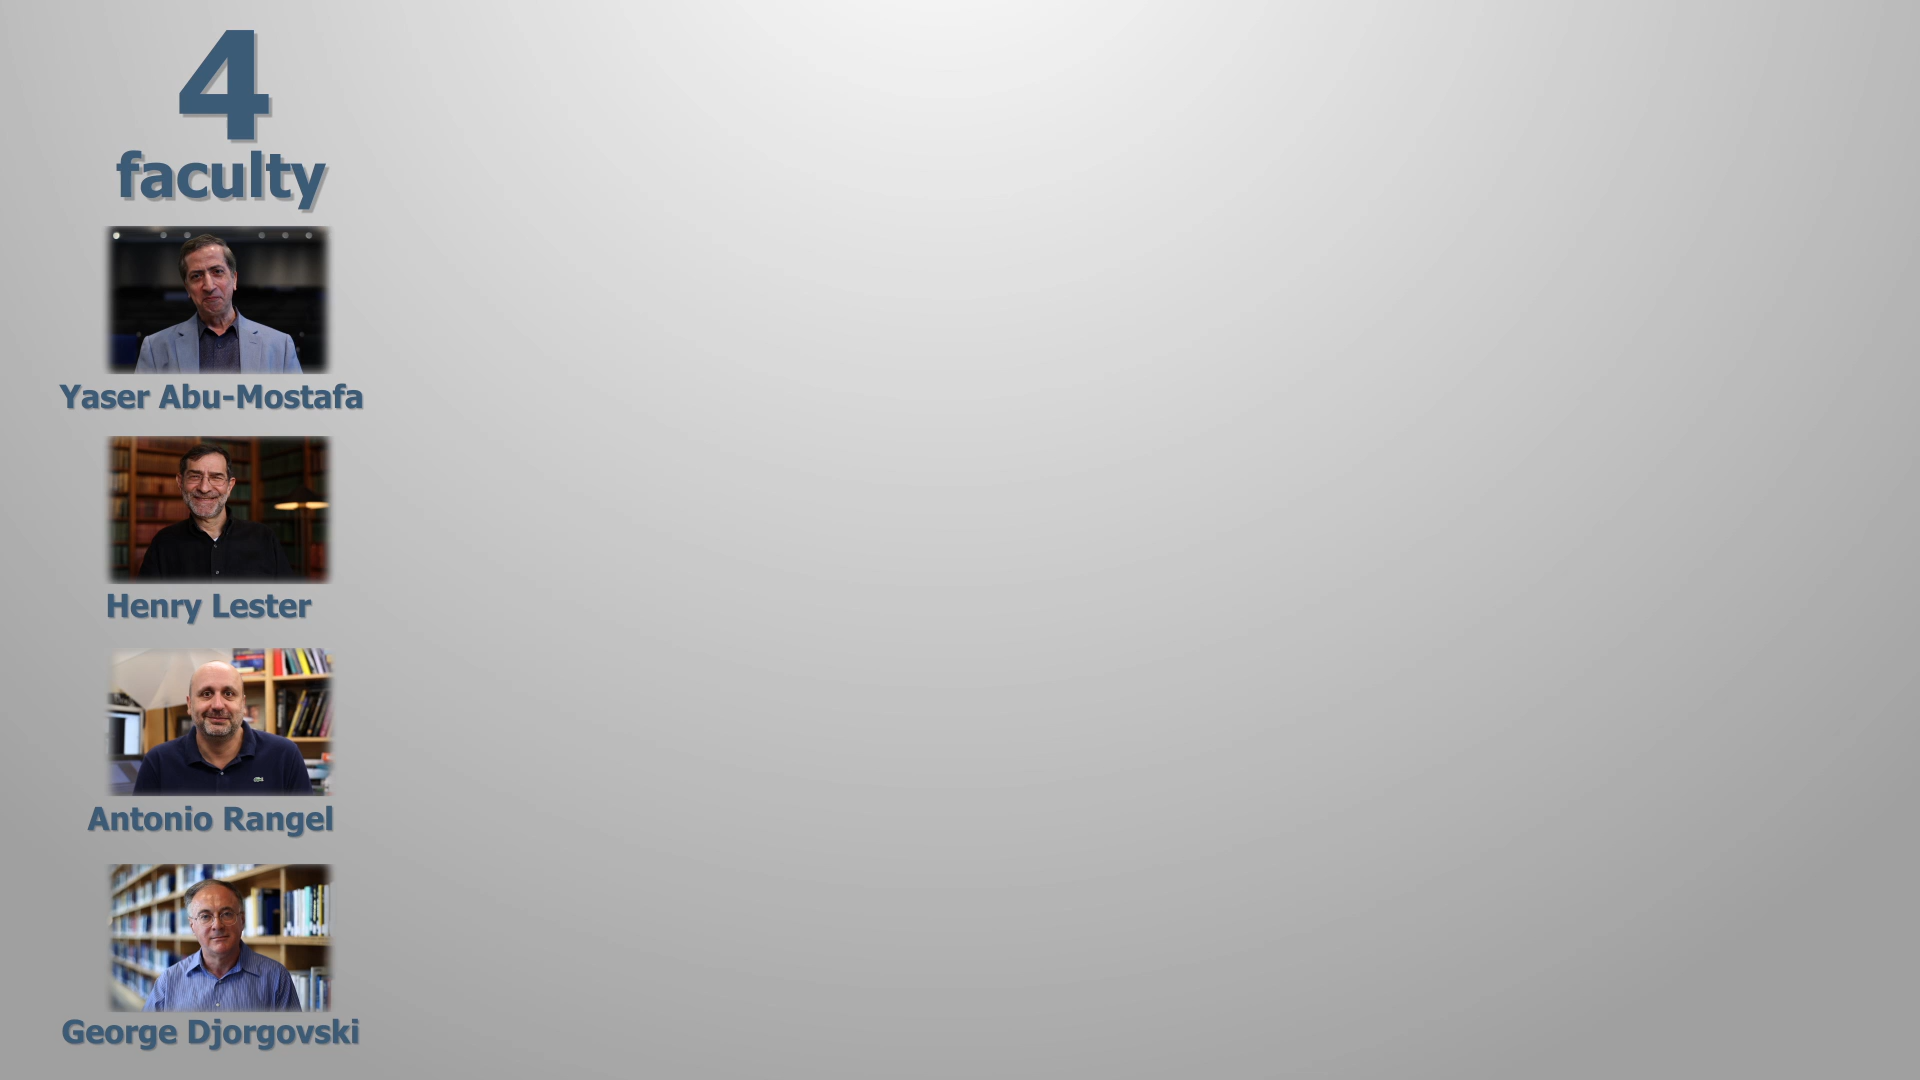 4
faculty
Yaser Abu-Mostafa
Henry Lester
Antonio Rangel
George Djorgovski